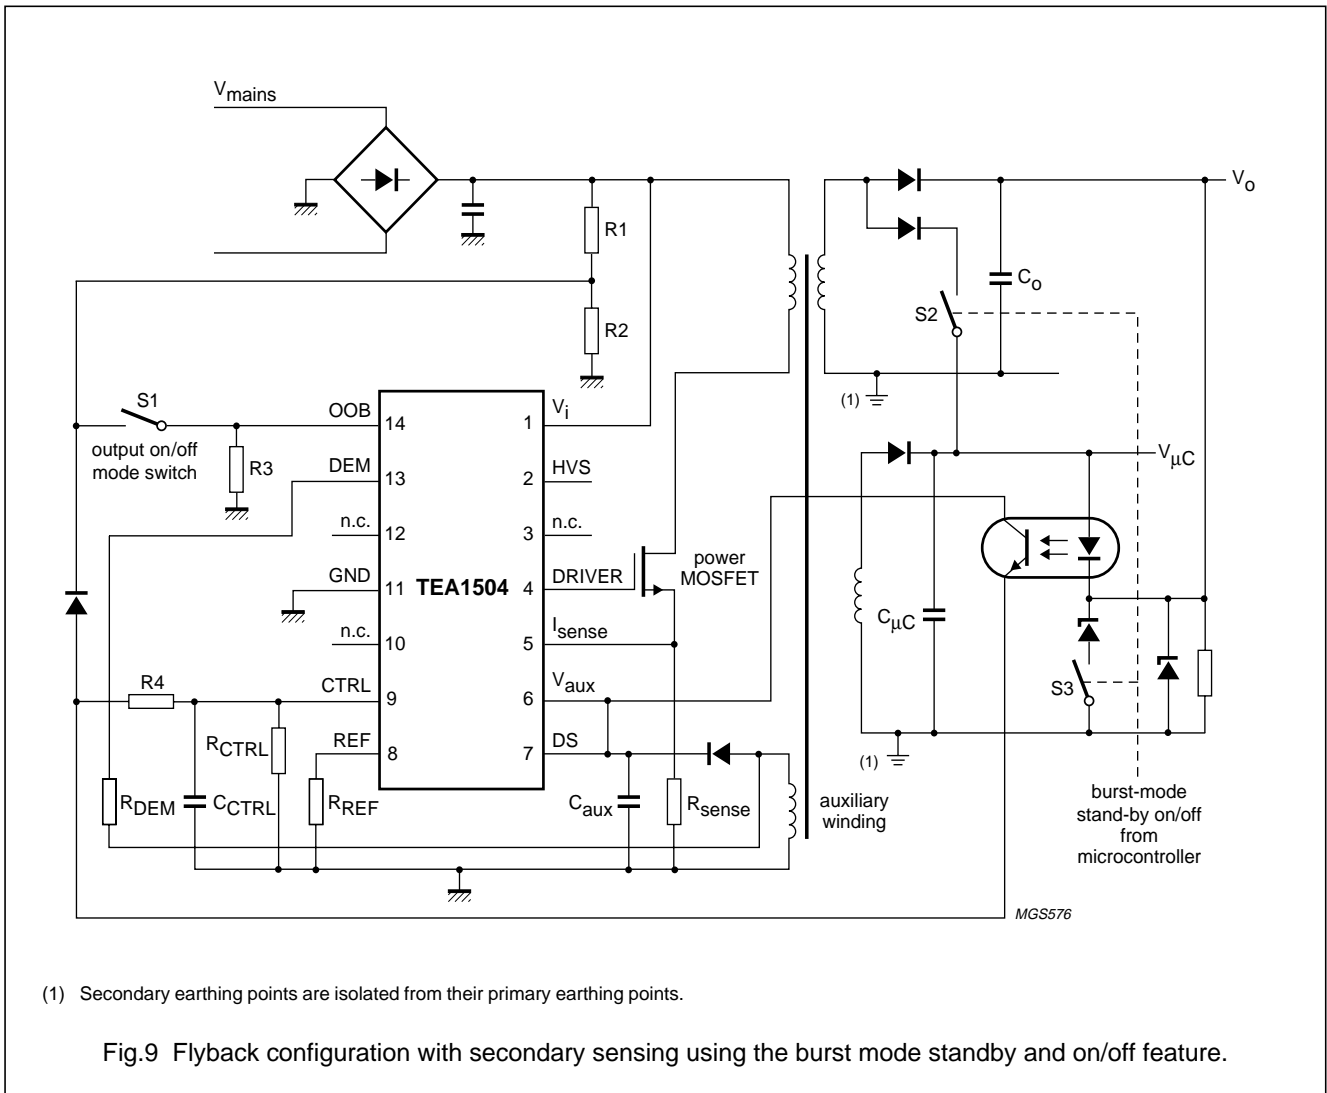 Vmains
R1
R2
Vo
Co
S2
(1)
S1
output on/off
mode switch
R3
OOB
14
1
Vi
DEM
13
2
HVS
n.c.
12
3
n.c.
GND
11
TEA1504
4
DRIVER
power
MOSFET
n.c.
10
5
Isense
R4
CTRL
9
6
Vaux
REF
8
7
DS
RCTRL
RDEM
CCTRL
RREF
Caux
Rsense
auxiliary
winding
VμC
CμC
S3
(1)
burst-mode
stand-by on/off
from
microcontroller
MGS576
(1) Secondary earthing points are isolated from their primary earthing points.
Fig.9 Flyback configuration with secondary sensing using the burst mode standby and on/off feature.